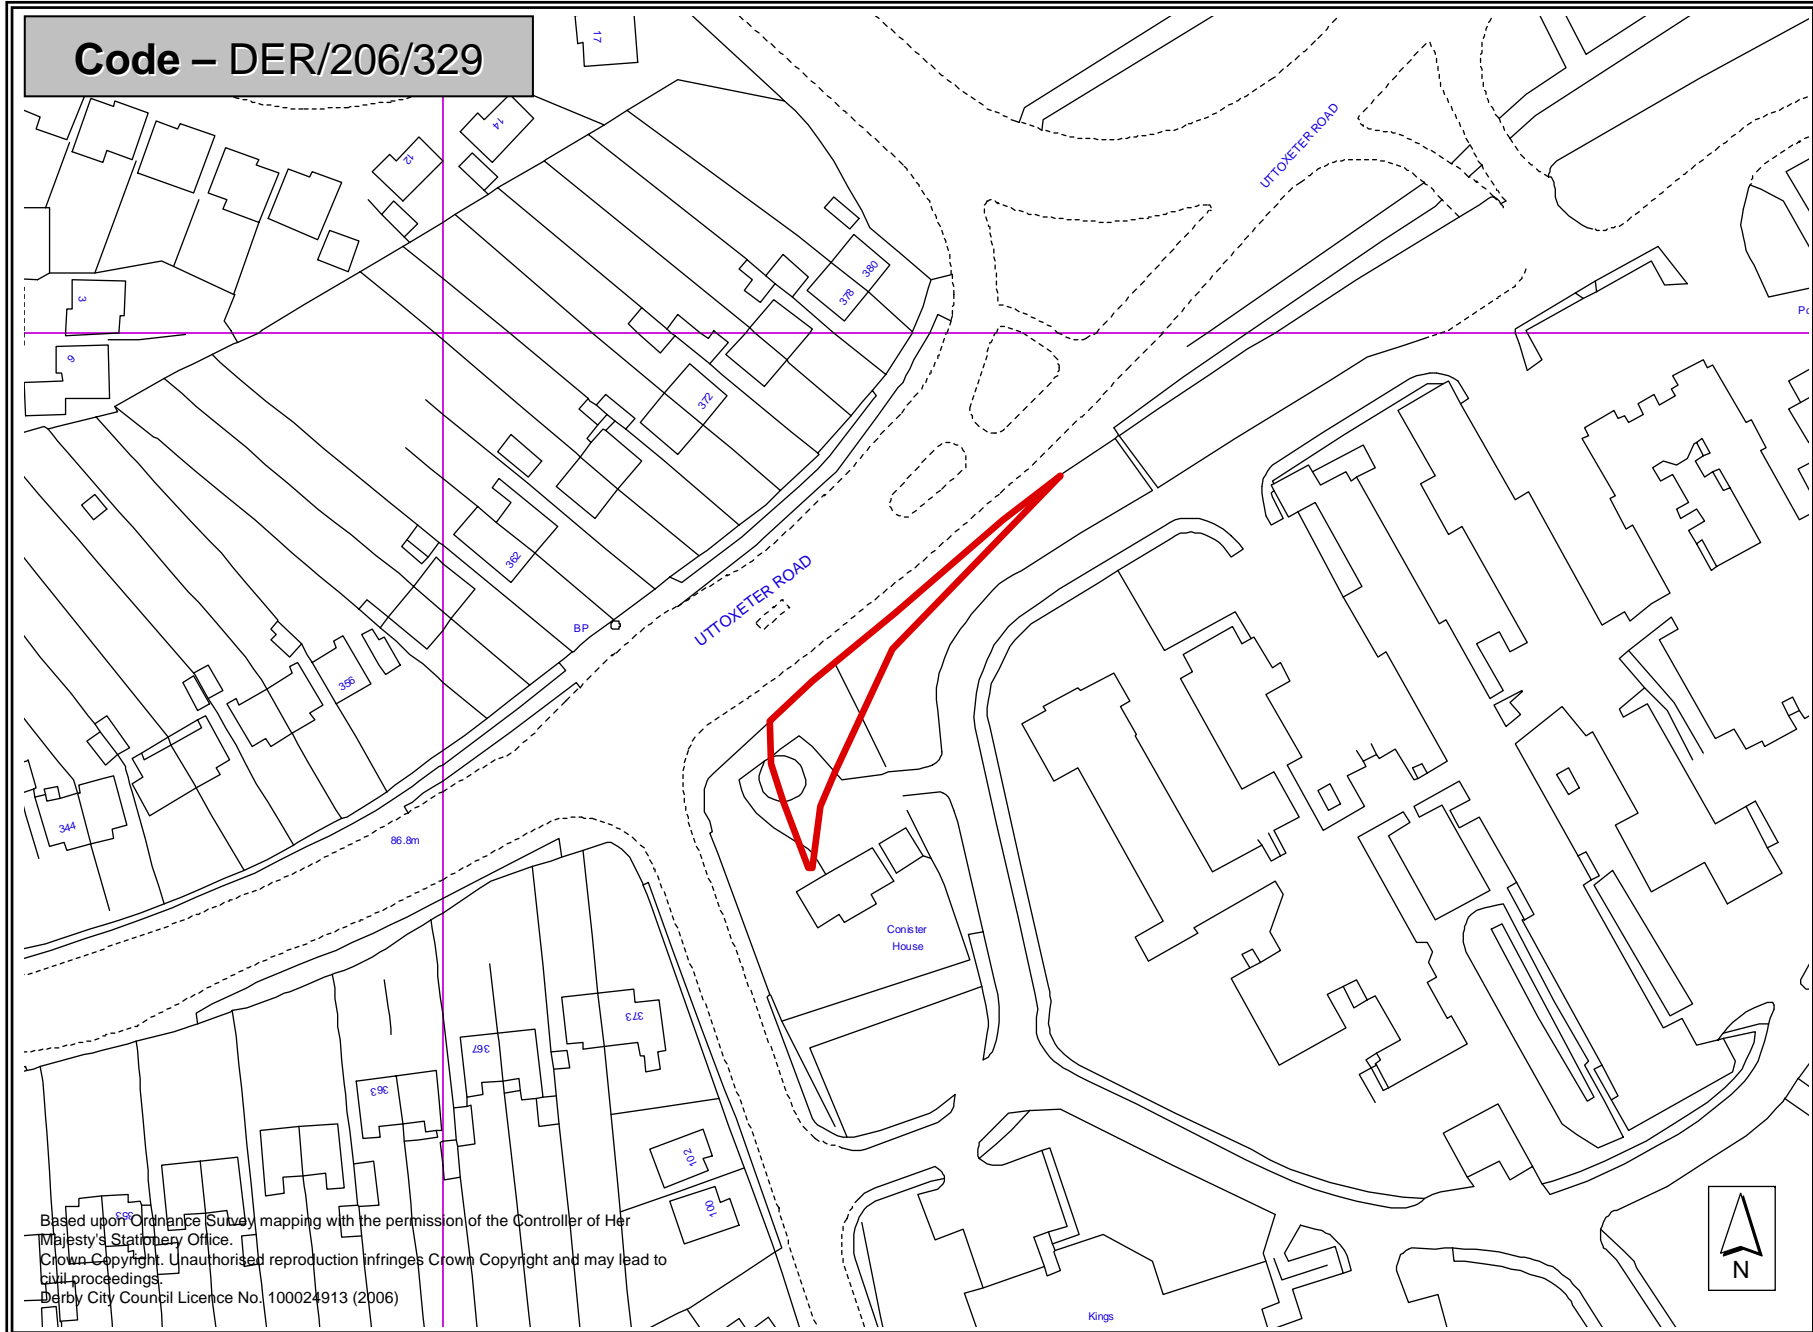 Code – DER/206/329
17
14
12
UTTOXETER ROAD
3
9
380
378
Po
372
362
UTTOXETER ROAD
BP
356
344
86.8m
Conister
House
373
367
363
102
100
353
Based upon Ordnance Survey mapping with the permission of the Controller of Her
Majesty's Stationery Office.
Crown Copyright. Unauthorised reproduction infringes Crown Copyright and may lead to
civil proceedings.
Derby City Council Licence No. 100024913 (2006)
N
Kings